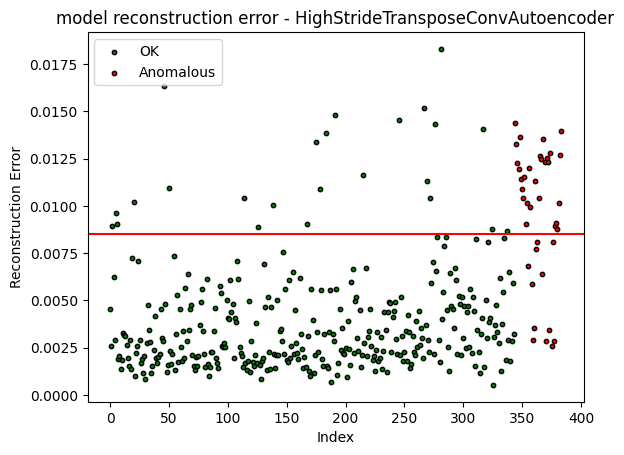 model reconstruction error - HighStrideTransposeConvAutoencoder
OK
Anomalous
Reconstruction Error
0.0175
0.0150
0.0125
0.0100
0.0075
0.0050
0.0025
0.0000
0 50 100 150 200 250 300 350 400
Index